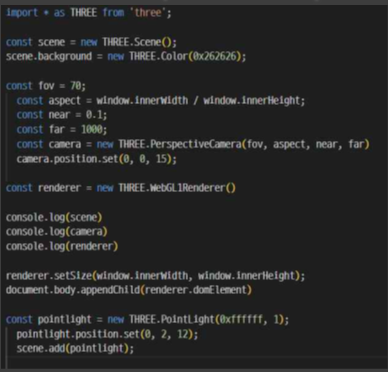 import * as THREE from 'three';
const scene = new THREE.Scene();
scene.background = new THREE.Color(0x262626);
const fov = 70;
const aspect = window.innerWidth / window.innerHeight;
const near = 0.1;
const far = 1000;
const camera = new THREE.PerspectiveCamera(fov, aspect, near, far)
camera.position.set(0, 0, 15);
const renderer = new THREE.WebGL1Renderer()
console.log(scene)
console.log(camera)
console.log(renderer)
renderer.setSize(window.innerWidth, window.innerHeight);
document.body.appendChild(renderer.domElement)
const pointlight = new THREE.PointLight(0xffffff, 1);
pointlight.position.set(0, 2, 12);
scene.add(pointlight);